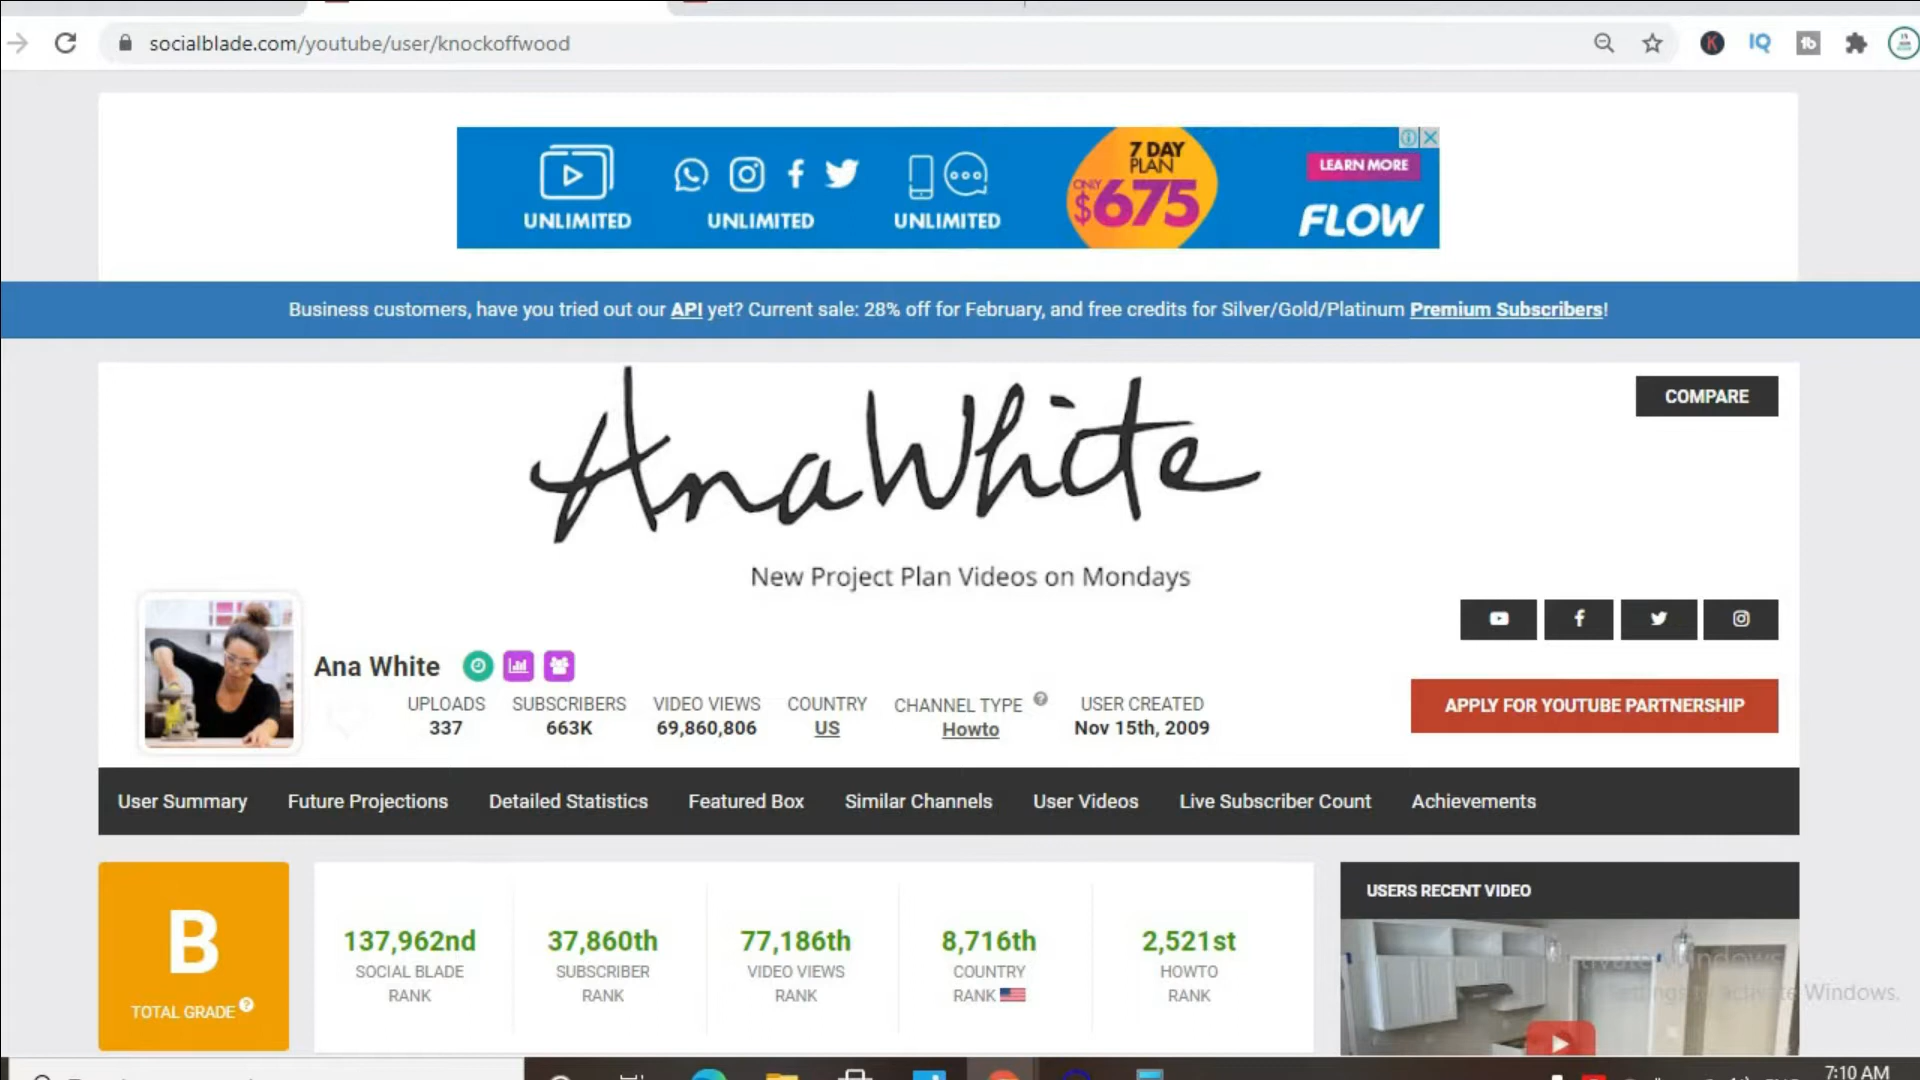 socialblade.com/youtube/user/knockoffwood
IQ
UNLIMITED
UNLIMITED
UNLIMITED
7 DAY
PLAN
ONLY
$675
LEARN MORE
FLOW
Business customers, have you tried out our API yet? Current sale: 28% off for February, and free credits for Silver/Gold/Platinum Premium Subscribers!
COMPARE
AnaWhite
New Project Plan Videos on Mondays
Ana White
UPLOADS SUBSCRIBERS VIDEO VIEWS COUNTRY CHANNEL TYPE USER CREATED
337 663K 69,860,806 US Howto Nov 15th, 2009
APPLY FOR YOUTUBE PARTNERSHIP
User Summary Future Projections Detailed Statistics Featured Box Similar Channels User Videos Live Subscriber Count Achievements
B
TOTAL GRADE
137,962nd 37,860th 77,186th 8,716th 2,521st
SOCIAL BLADE SUBSCRIBER VIDEO VIEWS COUNTRY HOWTO
RANK RANK RANK RANK RANK
USERS RECENT VIDEO
Windows.
7:10 AM